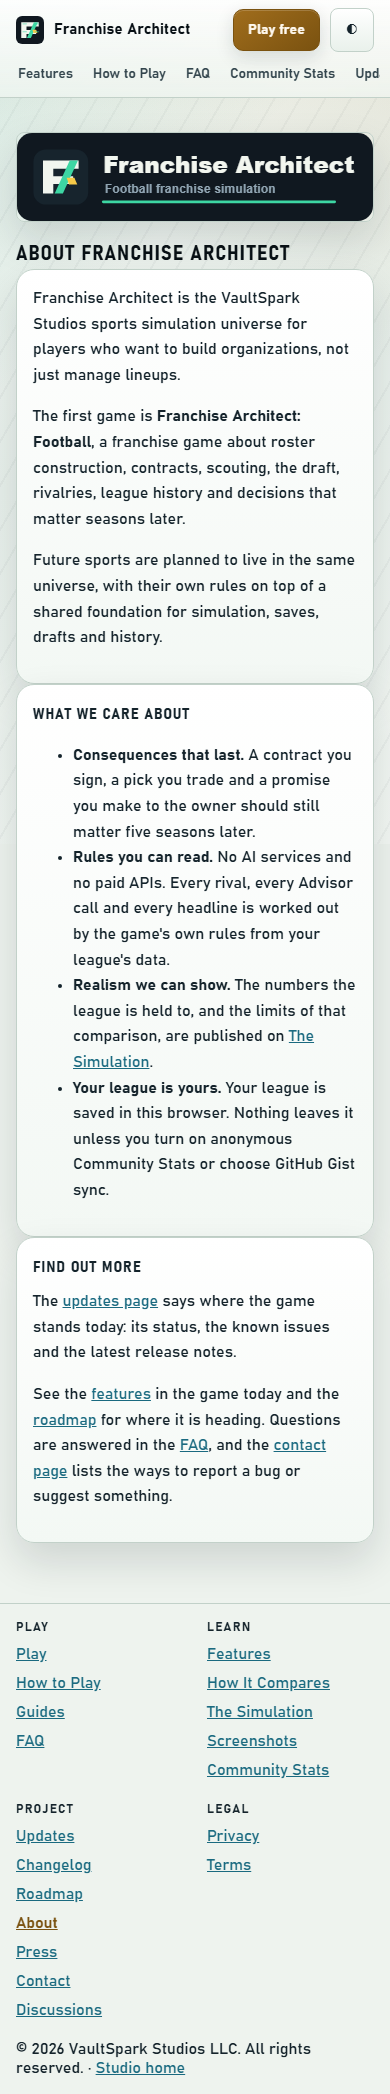 Franchise Architect
Play free
Features How to Play FAQ Community Stats Upd
Franchise Architect
Football franchise simulation
ABOUT FRANCHISE ARCHITECT
Franchise Architect is the VaultSpark
Studios sports simulation universe for
players who want to build organizations, not
just manage lineups.
The first game is Franchise Architect:
Football, a franchise game about roster
construction, contracts, scouting, the draft,
rivalries, league history and decisions that
matter seasons later.
Future sports are planned to live in the same
universe, with their own rules on top of a
shared foundation for simulation, saves,
drafts and history.
WHAT WE CARE ABOUT
• Consequences that last. A contract you
sign, a pick you trade and a promise
you make to the owner should still
matter five seasons later.
• Rules you can read. No AI services and
no paid APIs. Every rival, every Advisor
call and every headline is worked out
by the game's own rules from your
league's data.
• Realism we can show. The numbers the
league is held to, and the limits of that
comparison, are published on The
Simulation.
• Your league is yours. Your league is
saved in this browser. Nothing leaves it
unless you turn on anonymous
Community Stats or choose GitHub Gist
sync.
FIND OUT MORE
The updates page says where the game
stands today: its status, the known issues
and the latest release notes.
See the features in the game today and the
roadmap for where it is heading. Questions
are answered in the FAQ, and the contact
page lists the ways to report a bug or
suggest something.
PLAY
Play
How to Play
Guides
FAQ
LEARN
Features
How It Compares
The Simulation
Screenshots
Community Stats
PROJECT
Updates
Changelog
Roadmap
About
Press
Contact
Discussions
LEGAL
Privacy
Terms
© 2026 VaultSpark Studios LLC. All rights
reserved. · Studio home